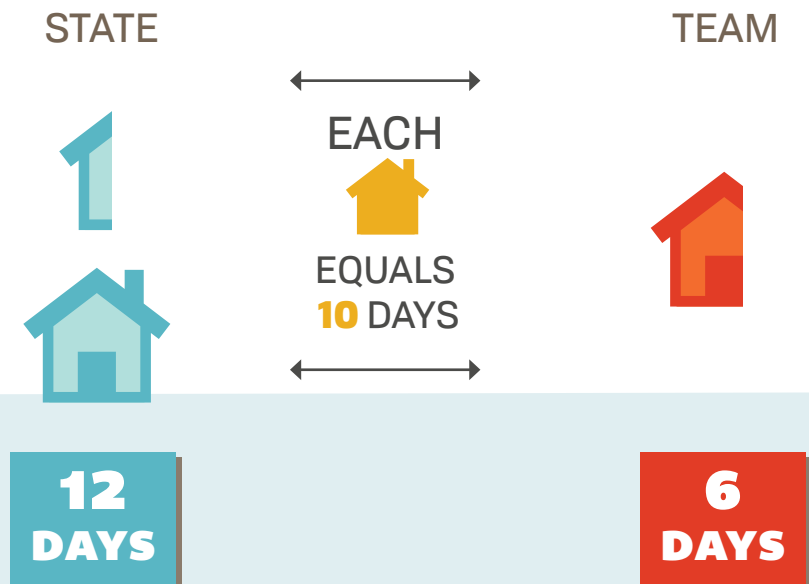 STATE
TEAM
EACH
EQUALS
10 DAYS
12
DAYS
6
DAYS